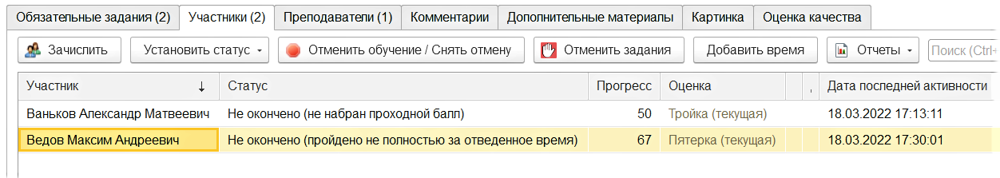 Обязательные задания (2) Участники (2) Преподаватели (1) Комментарии Дополнительные материалы Картинка Оценка качества
Зачислить Установить статус Отменить обучение / Снять отмену Отменить задания Добавить время Отчеты Поиск (Ctrl+
Участник Статус Прогресс Оценка Дата последней активности
Ваньков Александр Матвеевич Не окончено (не набран проходной балл) 50 Тройка (текущая) 18.03.2022 17:13:11
Ведов Максим Андреевич Не окончено (пройдено не полностью за отведенное время) 67 Пятерка (текущая) 18.03.2022 17:30:01